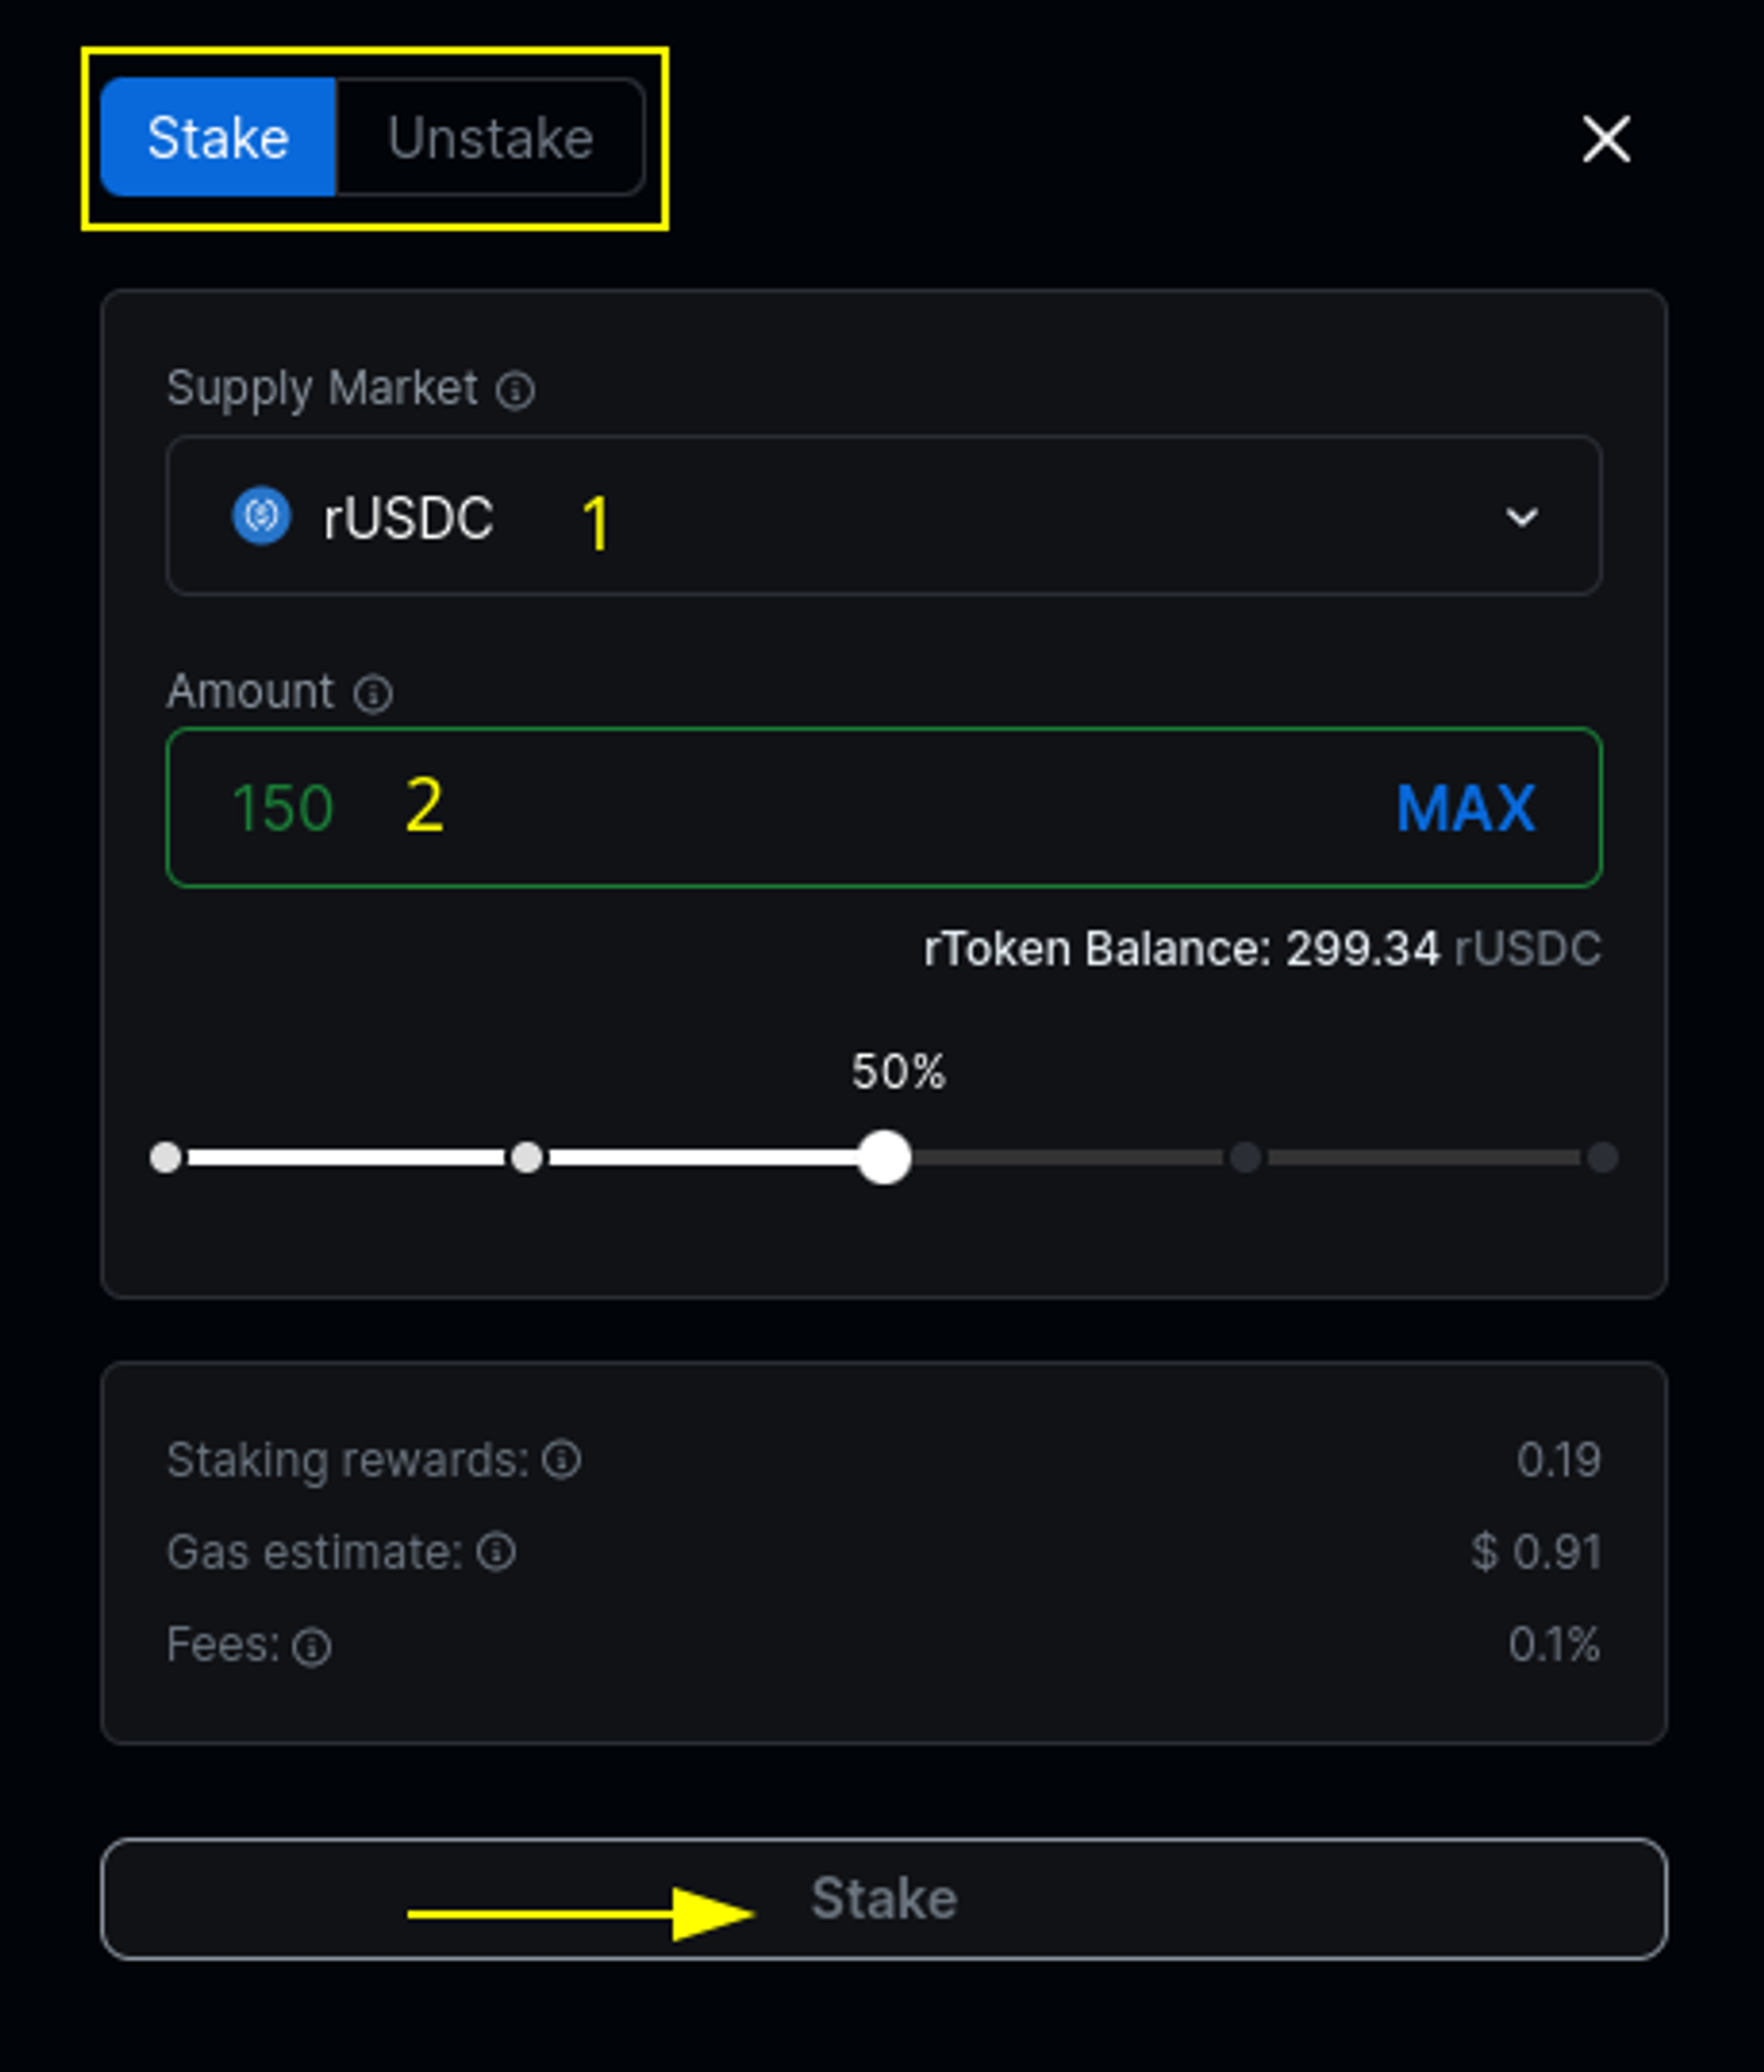 Stake Unstake
Supply Market
rUSDC 1
Amount
150 2 MAX
rToken Balance: 299.34 rUSDC
50%
Staking rewards: 0.19
Gas estimate: $ 0.91
Fees: 0.1%
Stake